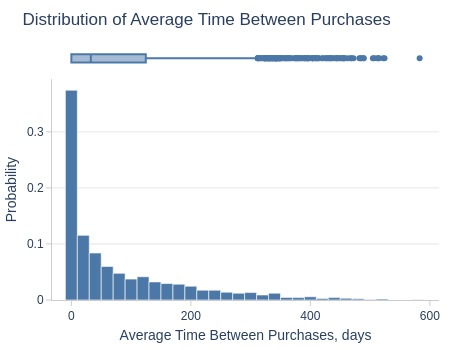 Distribution of Average Time Between Purchases
0.3
0.2
0.1
0
Probability
0 200 400 600
Average Time Between Purchases, days